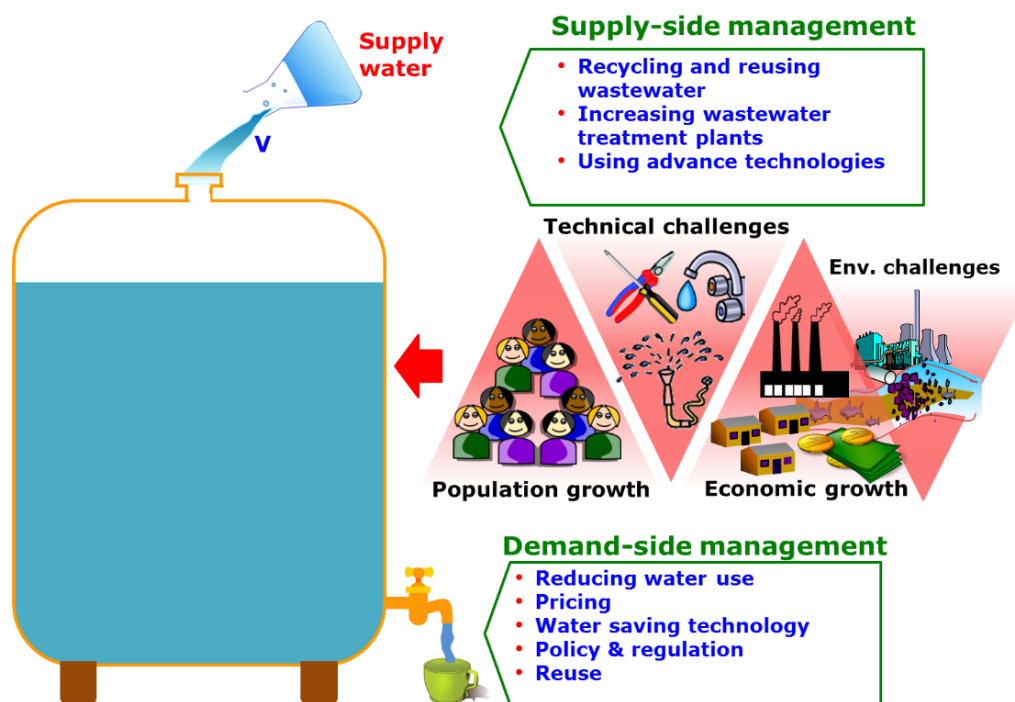 Supply water
V
Supply-side management
• Recycling and reusing
wastewater
• Increasing wastewater
treatment plants
• Using advance technologies
Technical challenges
Env. challenges
Population growth
Economic growth
Demand-side management
• Reducing water use
• Pricing
• Water saving technology
• Policy & regulation
• Reuse